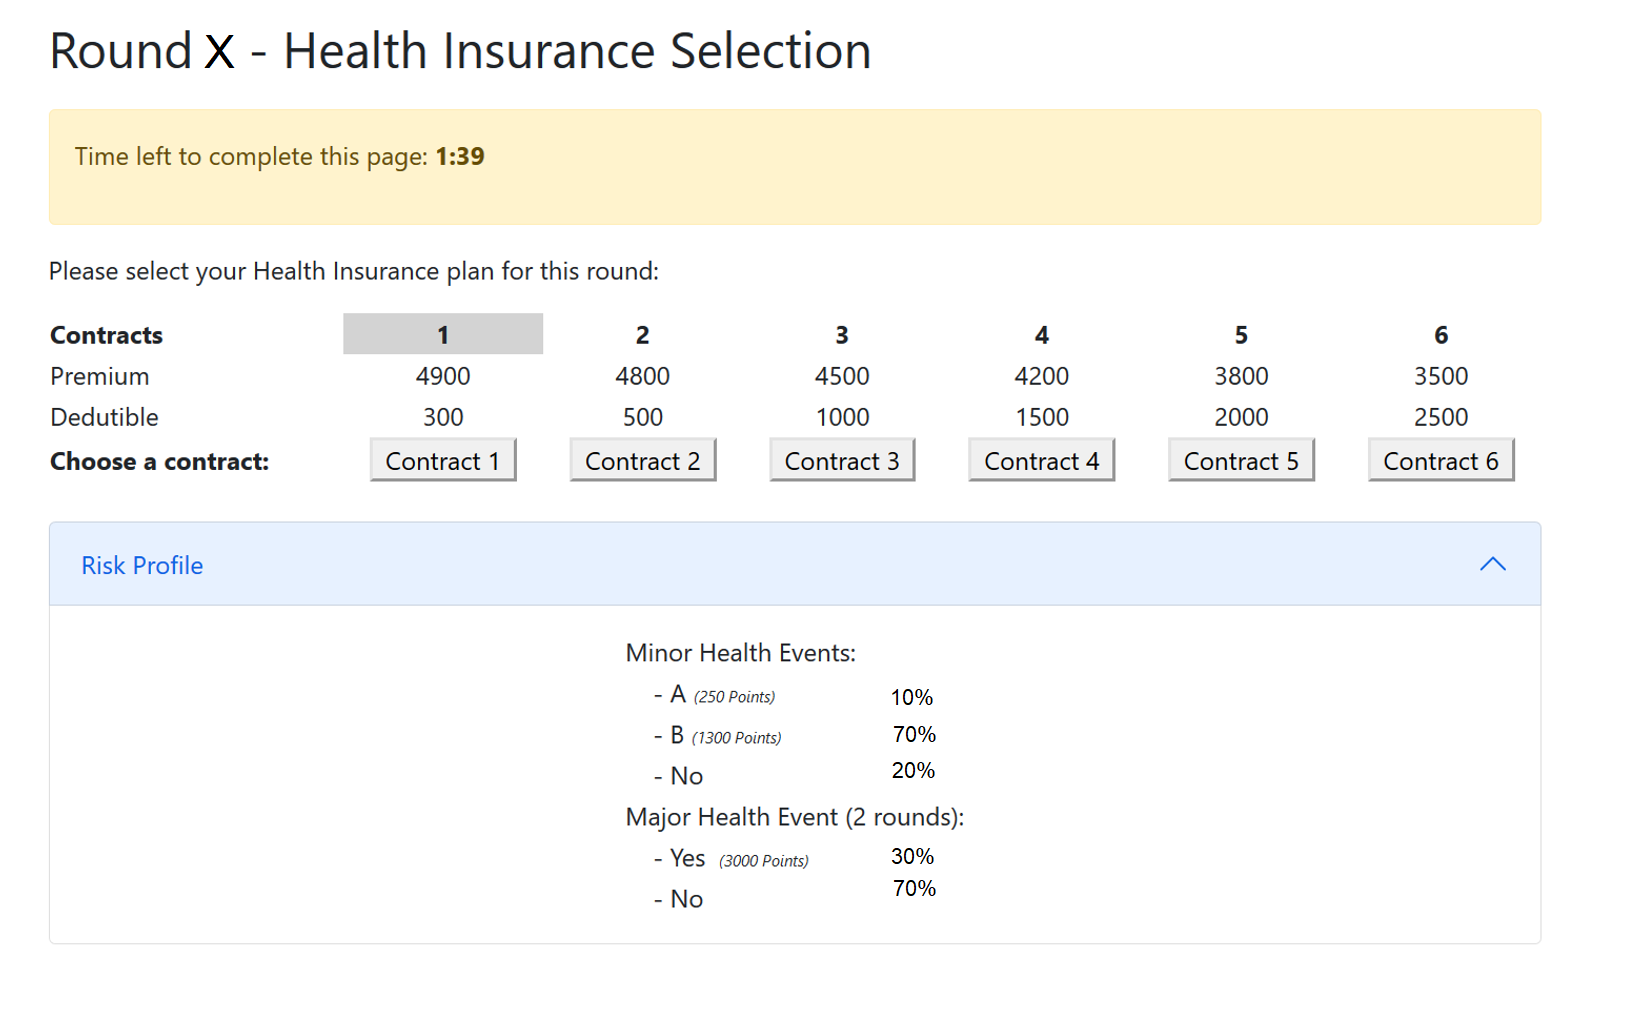 Round X - Health Insurance Selection
Time left to complete this page: 1:39
Please select your Health Insurance plan for this round:
Contracts 1 2 3 4 5 6
Premium 4900 4800 4500 4200 3800 3500
Dedutible 300 500 1000 1500 2000 2500
Choose a contract: Contract 1 Contract 2 Contract 3 Contract 4 Contract 5 Contract 6
Risk Profile
Minor Health Events:
- A (250 Points) 10%
- B (1300 Points) 70%
- No 20%
Major Health Event (2 rounds):
- Yes (3000 Points) 30%
- No 70%